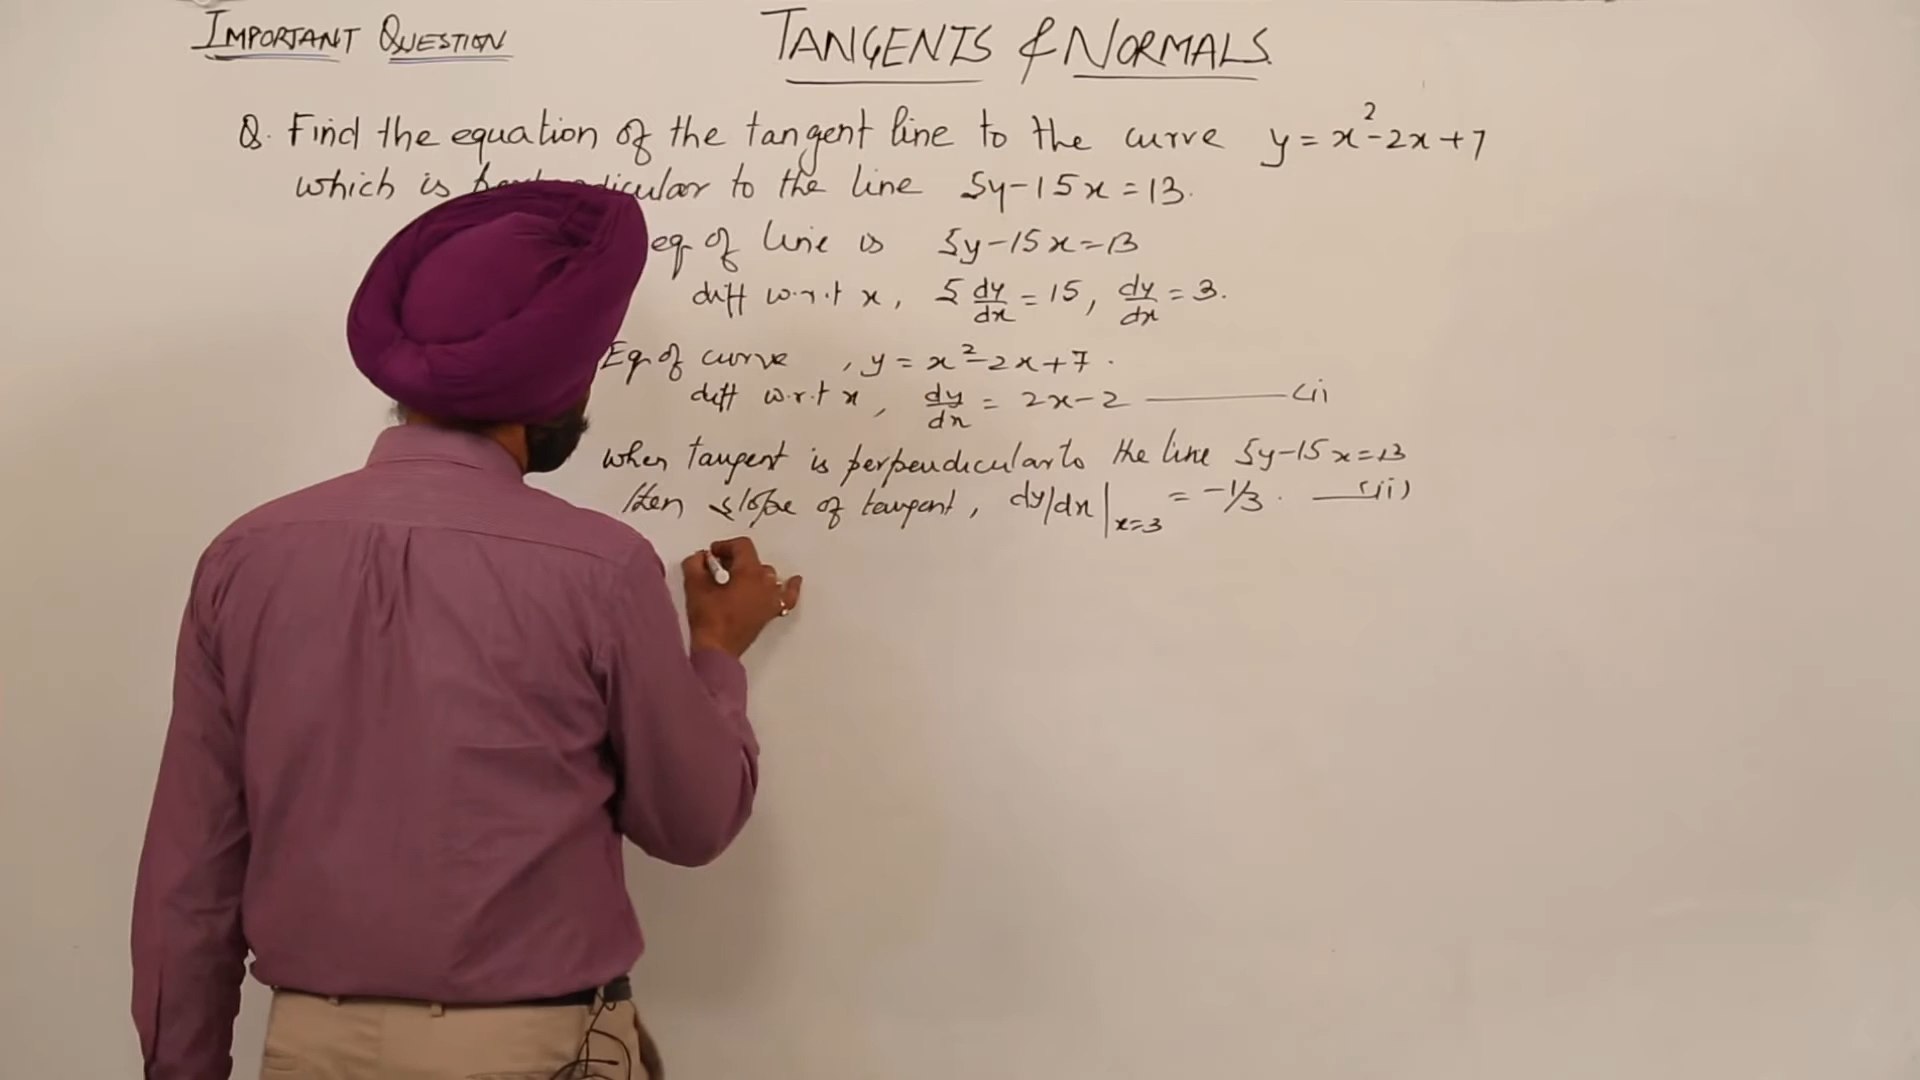 IMPORTANT QUESTION
TANGENTS & NORMALS
Q. Find the equation of the tangent line to the curve y = x²-2x+7
which is to the line 5y-15x=13.
eq of line is 5y-15x=13
diff w.r.t x, 5 dy/dx = 15, dy/dx = 3.
Eq. of curve , y = x²-2x+7.
diff w.r.t x, dy/dx = 2x-2 —— (i)
when tangent is perpendicular to the line 5y-15x=13
then slope of tangent, dy/dx|x=3 = -1/3. —— (ii)